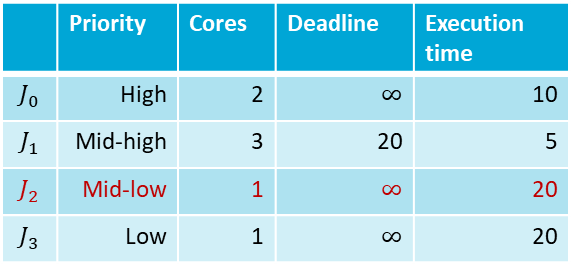 Priority Cores Deadline Execution time
J0 High 2 ∞ 10
J1 Mid-high 3 20 5
J2 Mid-low 1 ∞ 20
J3 Low 1 ∞ 20